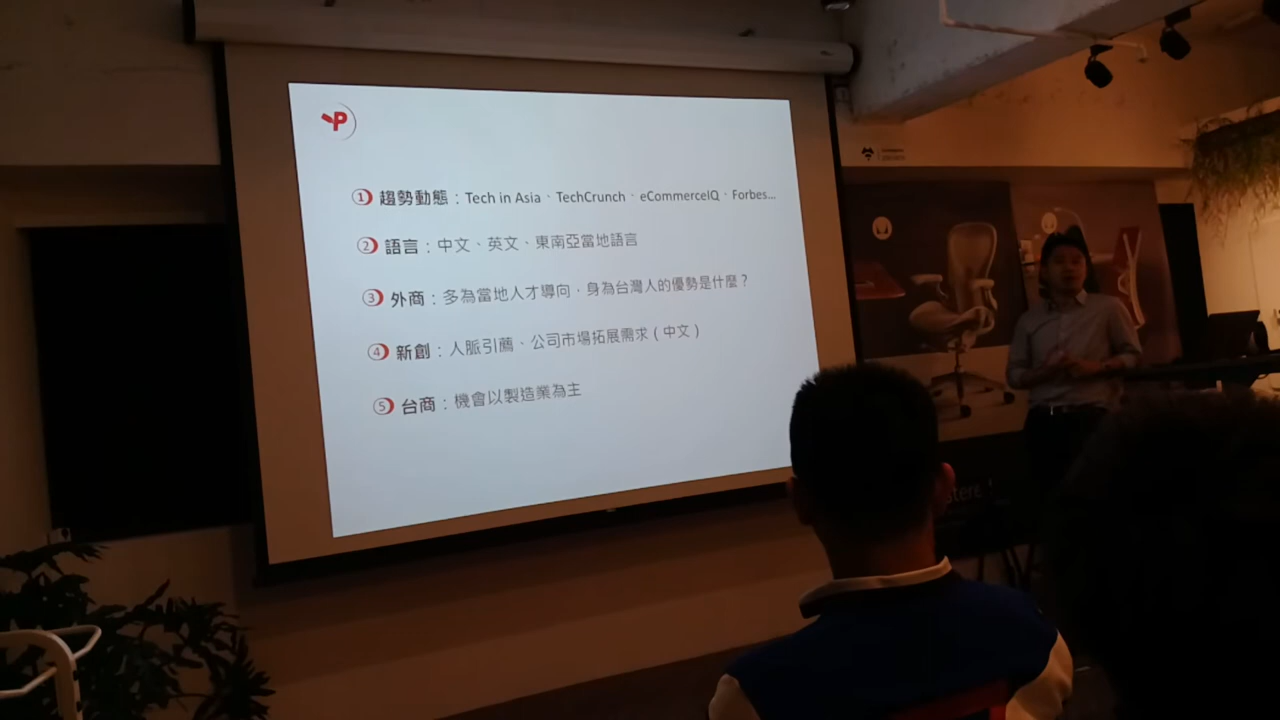 P
① 趨勢動態：Tech in Asia、TechCrunch、eCommerceIQ、Forbes...
② 語言：中文、英文、東南亞當地語言
③ 外商：多為當地人才導向，身為台灣人的優勢是什麼？
④ 新創：人脈引薦、公司市場拓展需求（中文）
⑤ 台商：機會以製造業為主